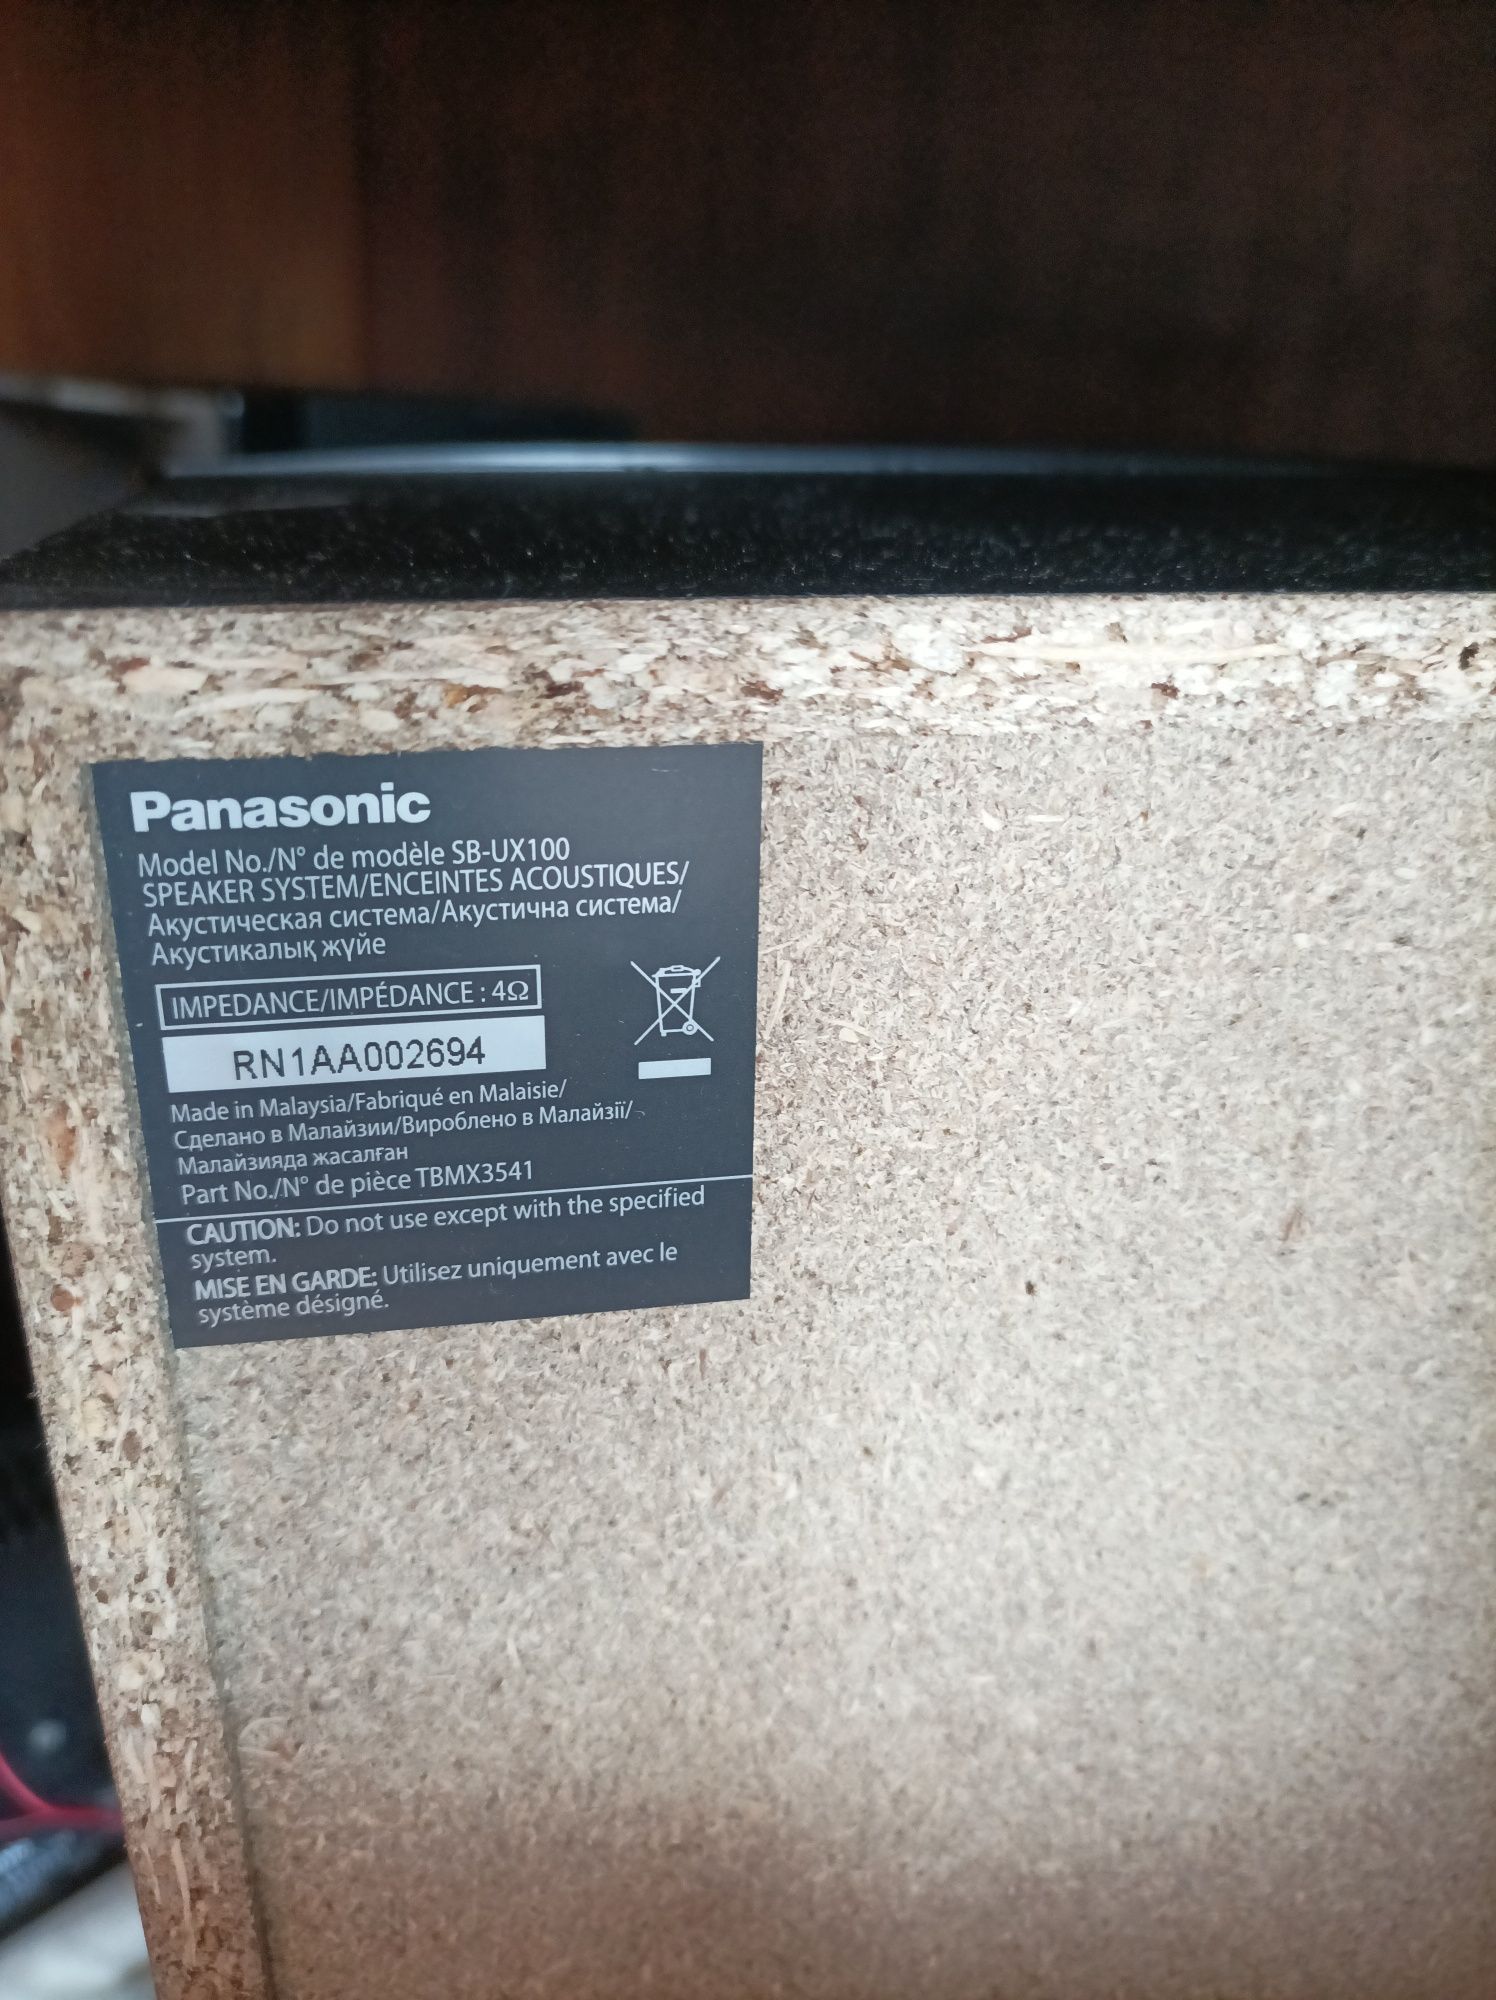 Panasonic
Model No./N° de modèle SB-UX100
SPEAKER SYSTEM/ENCEINTES ACOUSTIQUES/
Акустическая система/Акустична система/
Акустикалық жүйе
IMPEDANCE/IMPÉDANCE : 4Ω
RN1AA002694
Made in Malaysia/Fabriqué en Malaisie/
Сделано в Малайзии/Вироблено в Малайзії/
Малайзияда жасалған
Part No./N° de pièce TBMX3541
CAUTION: Do not use except with the specified
system.
MISE EN GARDE: Utilisez uniquement avec le
système désigné.